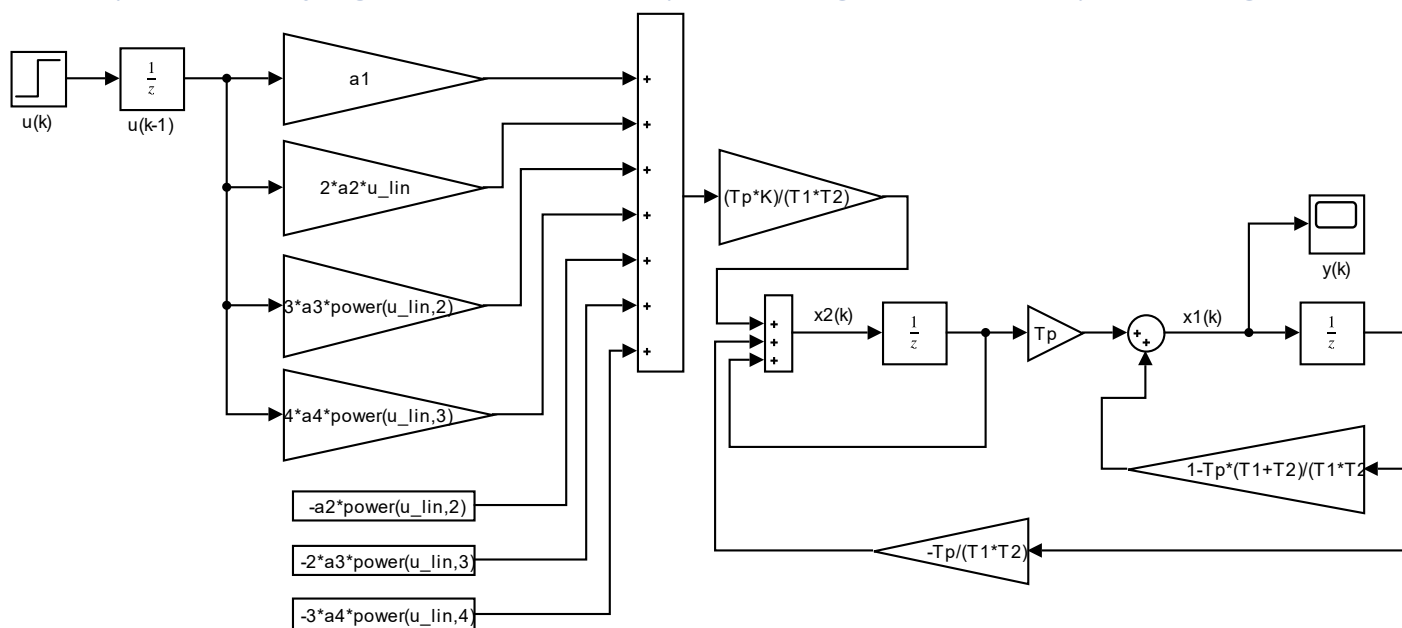 a1
+
u(k)
1
z
u(k-1)
+
2*a2*u_lin
+
(Tp*K)/(T1*T2)
+
+
y(k)
3*a3*power(u_lin,2)
+
+
+
+
x2(k)
1
z
Tp
+
+
x1(k)
1
z
+
4*a4*power(u_lin,3)
1-Tp*(T1+T2)/(T1*T2
-a2*power(u_lin,2)
-2*a3*power(u_lin,3)
-Tp/(T1*T2)
-3*a4*power(u_lin,4)